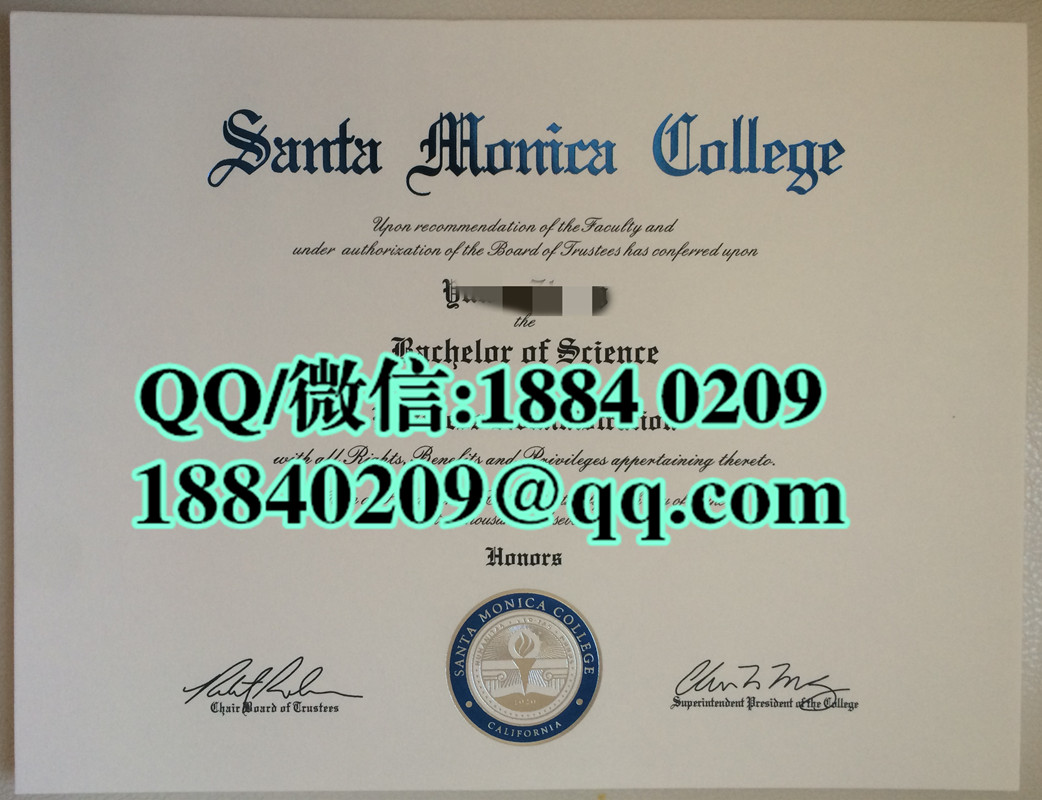 Santa Monica College
Upon recommendation of the Faculty and
under authorization of the Board of Trustees has conferred upon
the
Bachelor of Science
QQ/微信:1884 0209
with all Rights, Benefits and Privileges appertaining thereto.
18840209@qq.com
Honors
SANTA MONICA COLLEGE
CALIFORNIA
Chair Board of Trustees
Superintendent President of the College